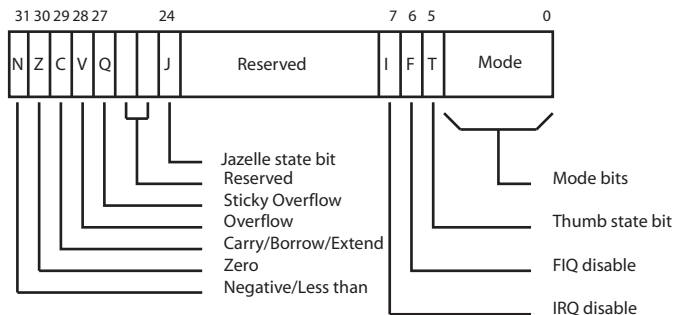 31 30 29 28 27 24 7 6 5 0
N Z C V Q J Reserved I F T Mode
Jazelle state bit
Reserved Mode bits
Sticky Overflow
Overflow Thumb state bit
Carry/Borrow/Extend
Zero FIQ disable
Negative/Less than
IRQ disable